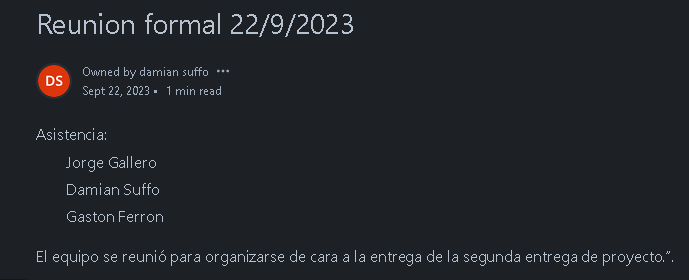 Reunion formal 22/9/2023
DS
Owned by damian suffo •••
Sept 22, 2023 • 1 min read
Asistencia:
Jorge Gallero
Damian Suffo
Gaston Ferron
El equipo se reunió para organizarse de cara a la entrega de la segunda entrega de proyecto.”.